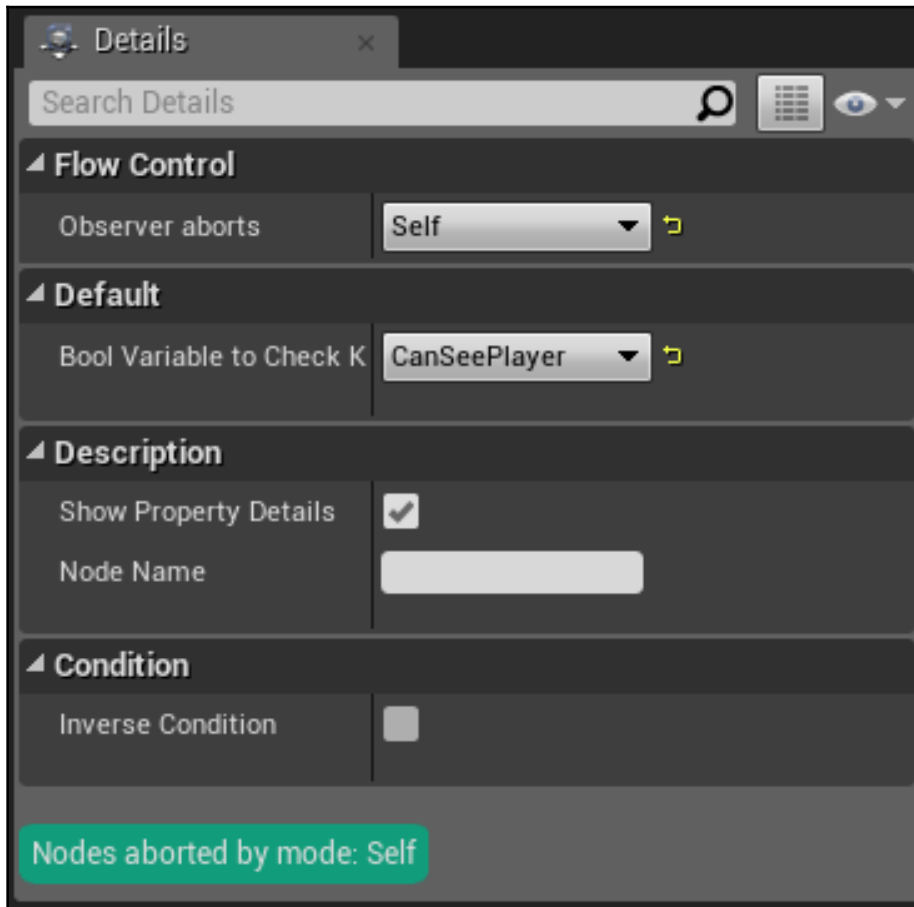 Details
Search Details
Flow Control
Observer aborts Self
Default
Bool Variable to Check K CanSeePlayer
Description
Show Property Details
Node Name
Condition
Inverse Condition
Nodes aborted by mode: Self